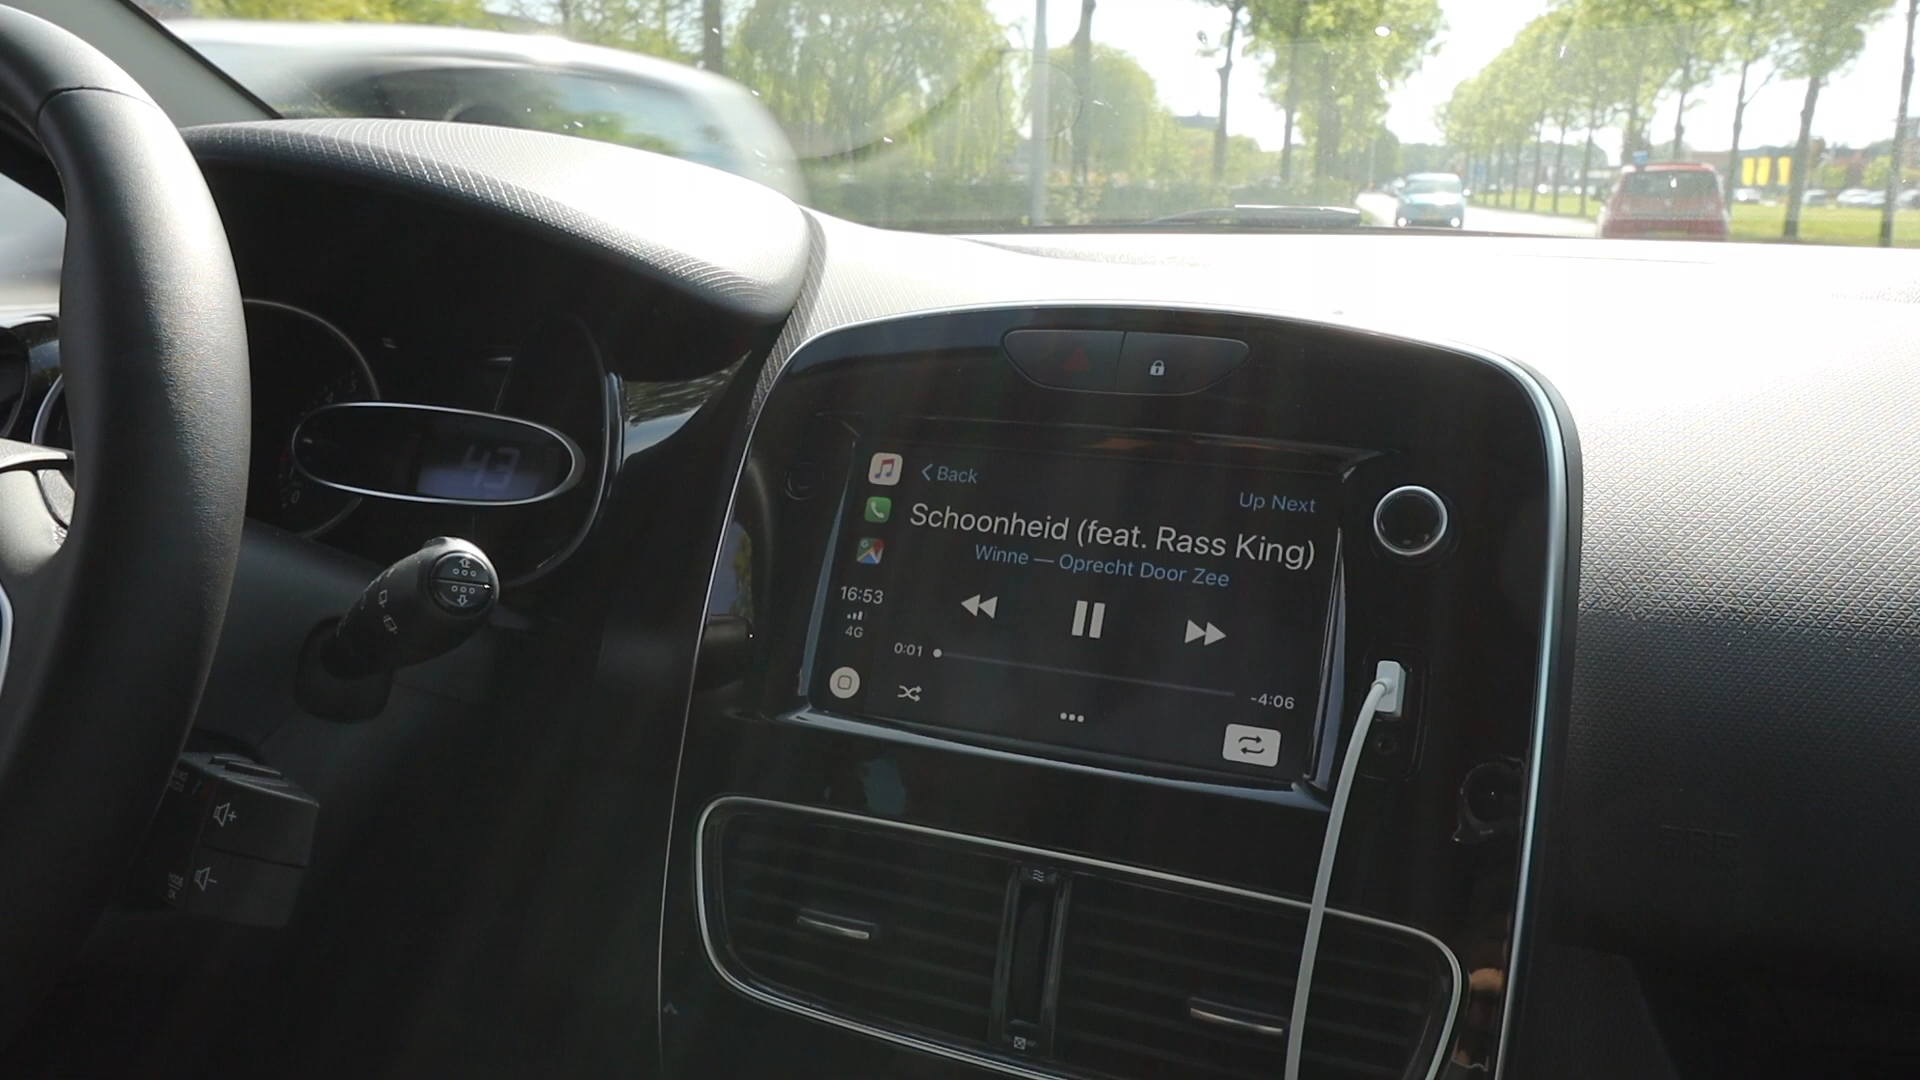 43
Back
Up Next
Schoonheid (feat. Rass King)
Winne — Oprecht Door Zee
16:53
4G
0:01
-4:06